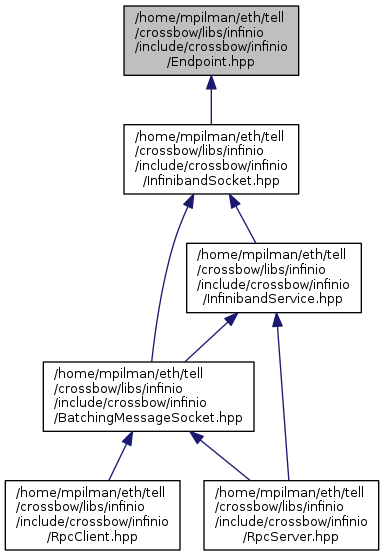 /home/mpilman/eth/tell
/crossbow/libs/infinio
/include/crossbow/infinio
/Endpoint.hpp
/home/mpilman/eth/tell
/crossbow/libs/infinio
/include/crossbow/infinio
/InfinibandSocket.hpp
/home/mpilman/eth/tell
/crossbow/libs/infinio
/include/crossbow/infinio
/InfinibandService.hpp
/home/mpilman/eth/tell
/crossbow/libs/infinio
/include/crossbow/infinio
/BatchingMessageSocket.hpp
/home/mpilman/eth/tell
/crossbow/libs/infinio
/include/crossbow/infinio
/RpcClient.hpp
/home/mpilman/eth/tell
/crossbow/libs/infinio
/include/crossbow/infinio
/RpcServer.hpp